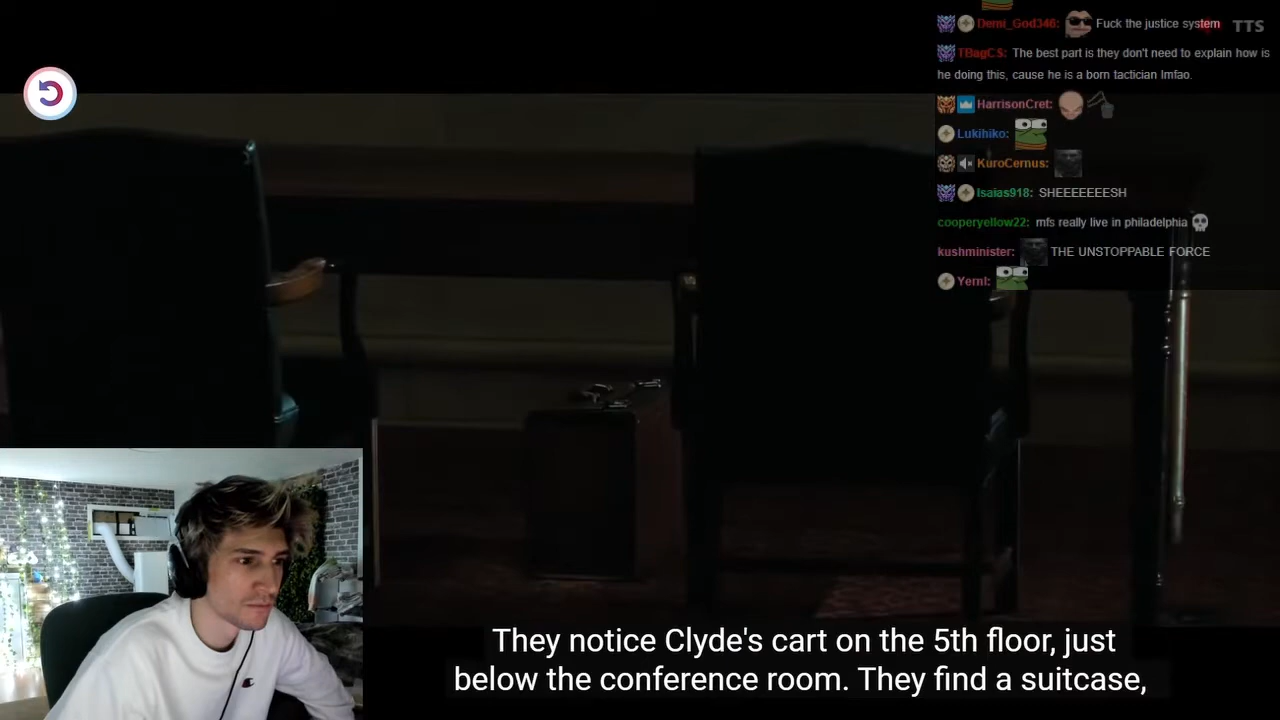 Demi_God346: Fuck the justice system
TTS
TBagCS: The best part is they don't need to explain how is
he doing this, cause he is a born tactician lmfao.
HarrisonCret:
Lukihiko:
KuroCernus:
Isaias918: SHEEEEEEESH
cooperyellow22: mfs really live in philadelphia
kushminister: THE UNSTOPPABLE FORCE
Yernl:
They notice Clyde's cart on the 5th floor, just
below the conference room. They find a suitcase,